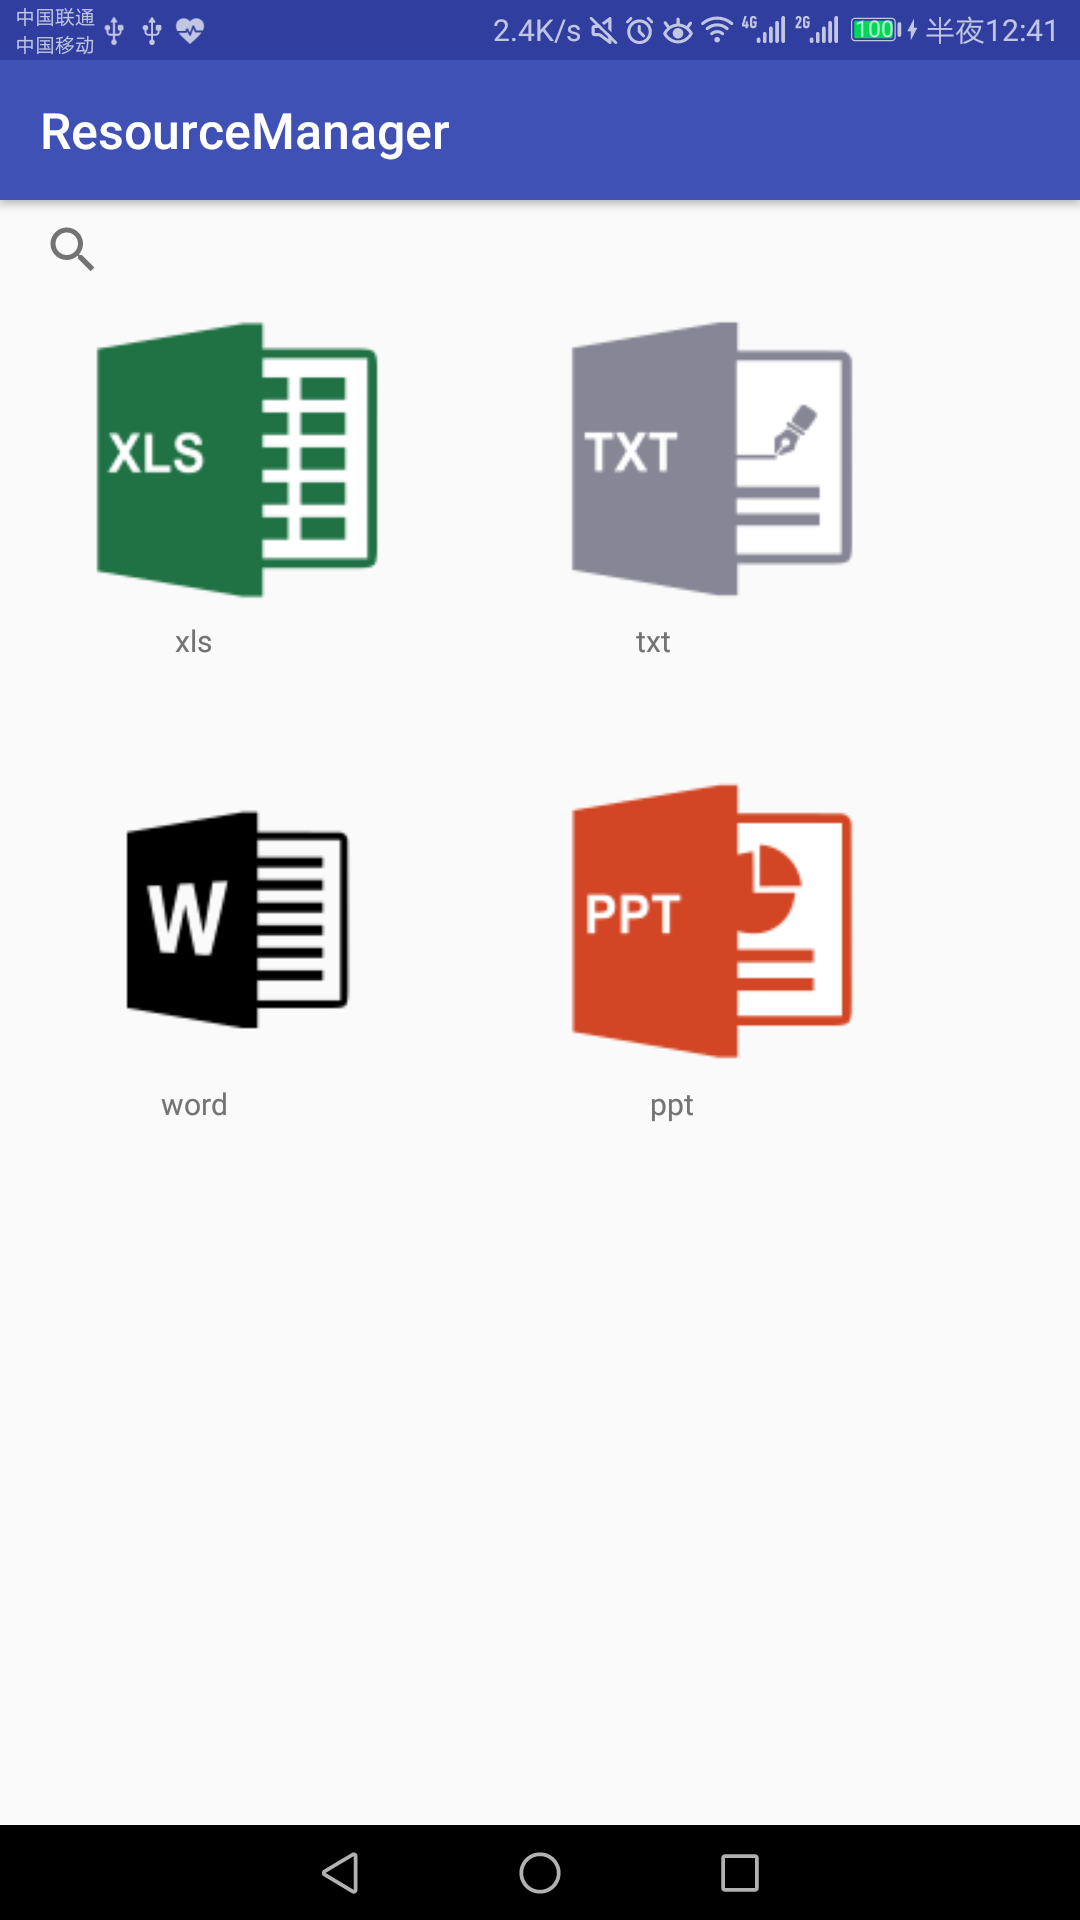 中国联通
中国移动
2.4K/s 4G 2G 100 半夜12:41
ResourceManager
XLS
TXT
xls
txt
W
PPT
word
ppt